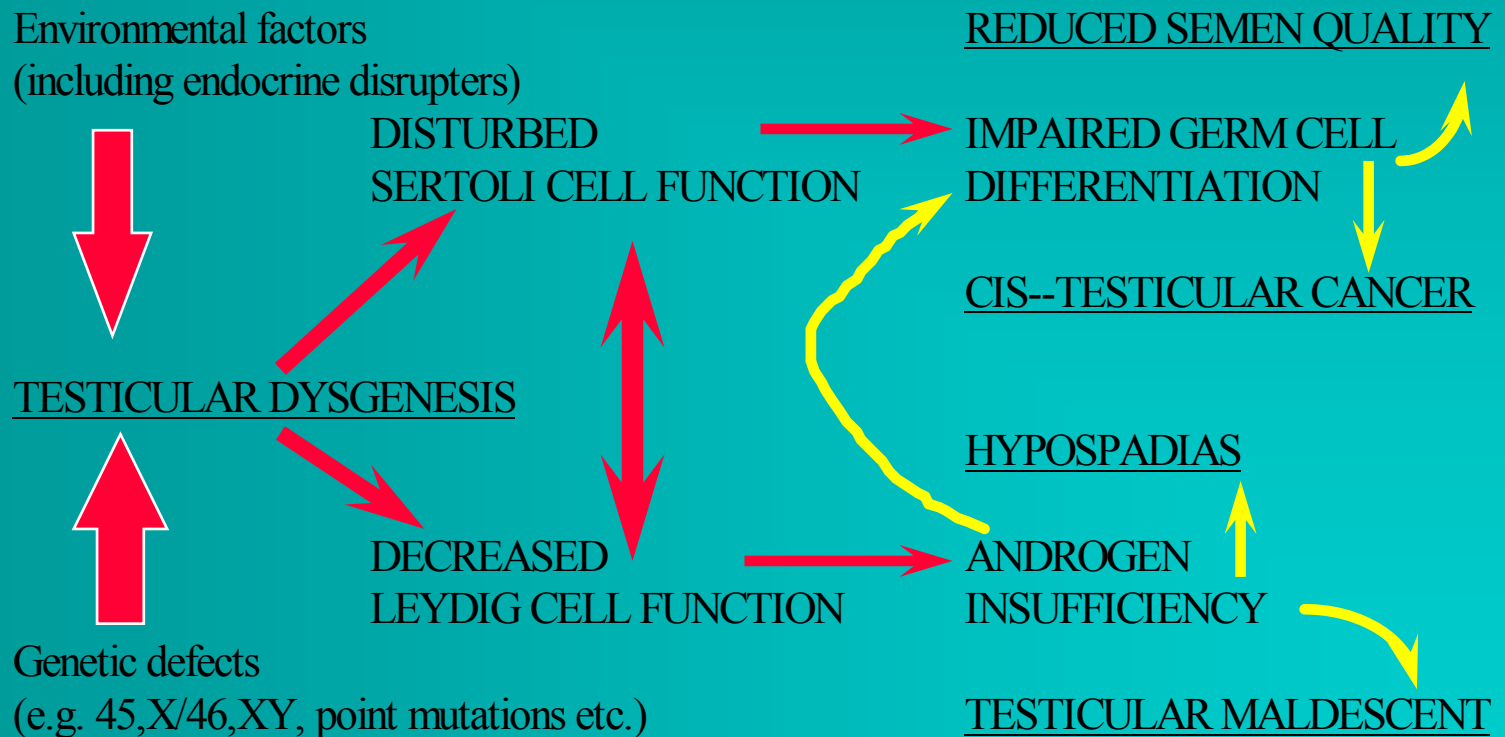 Environmental factors
(including endocrine disrupters)
REDUCED SEMEN QUALITY
DISTURBED
SERTOLI CELL FUNCTION
IMPAIRED GERM CELL
DIFFERENTIATION
CIS--TESTICULAR CANCER
TESTICULAR DYSGENESIS
HYPOSPADIAS
DECREASED
LEYDIG CELL FUNCTION
ANDROGEN
INSUFFICIENCY
Genetic defects
(e.g. 45,X/46,XY, point mutations etc.)
TESTICULAR MALDESCENT